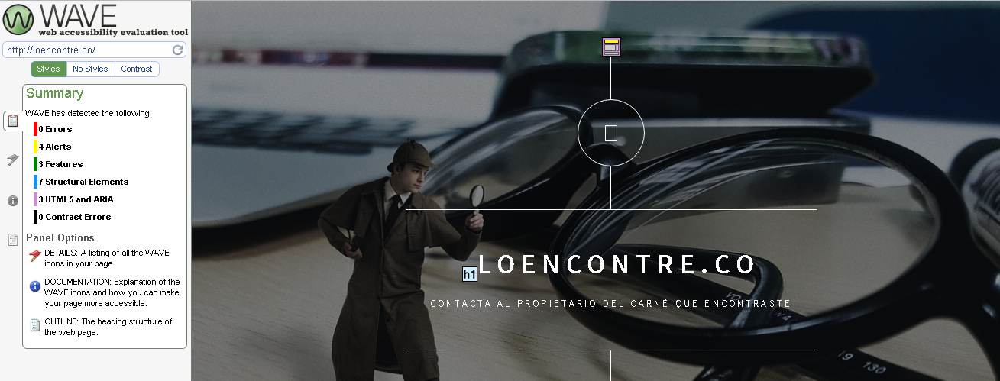 WAVE
web accessibility evaluation tool
http://loencontre.co/
Styles No Styles Contrast
Summary
WAVE has detected the following:
0 Errors
4 Alerts
3 Features
7 Structural Elements
3 HTML5 and ARIA
0 Contrast Errors
Panel Options
DETAILS: A listing of all the WAVE
icons in your page.
DOCUMENTATION: Explanation of the
WAVE icons and how you can make
your page more accessible.
OUTLINE: The heading structure of
the web page.
h1 LOENCONTRE.CO
CONTACTA AL PROPIETARIO DEL CARNÉ QUE ENCONTRASTE
19 130